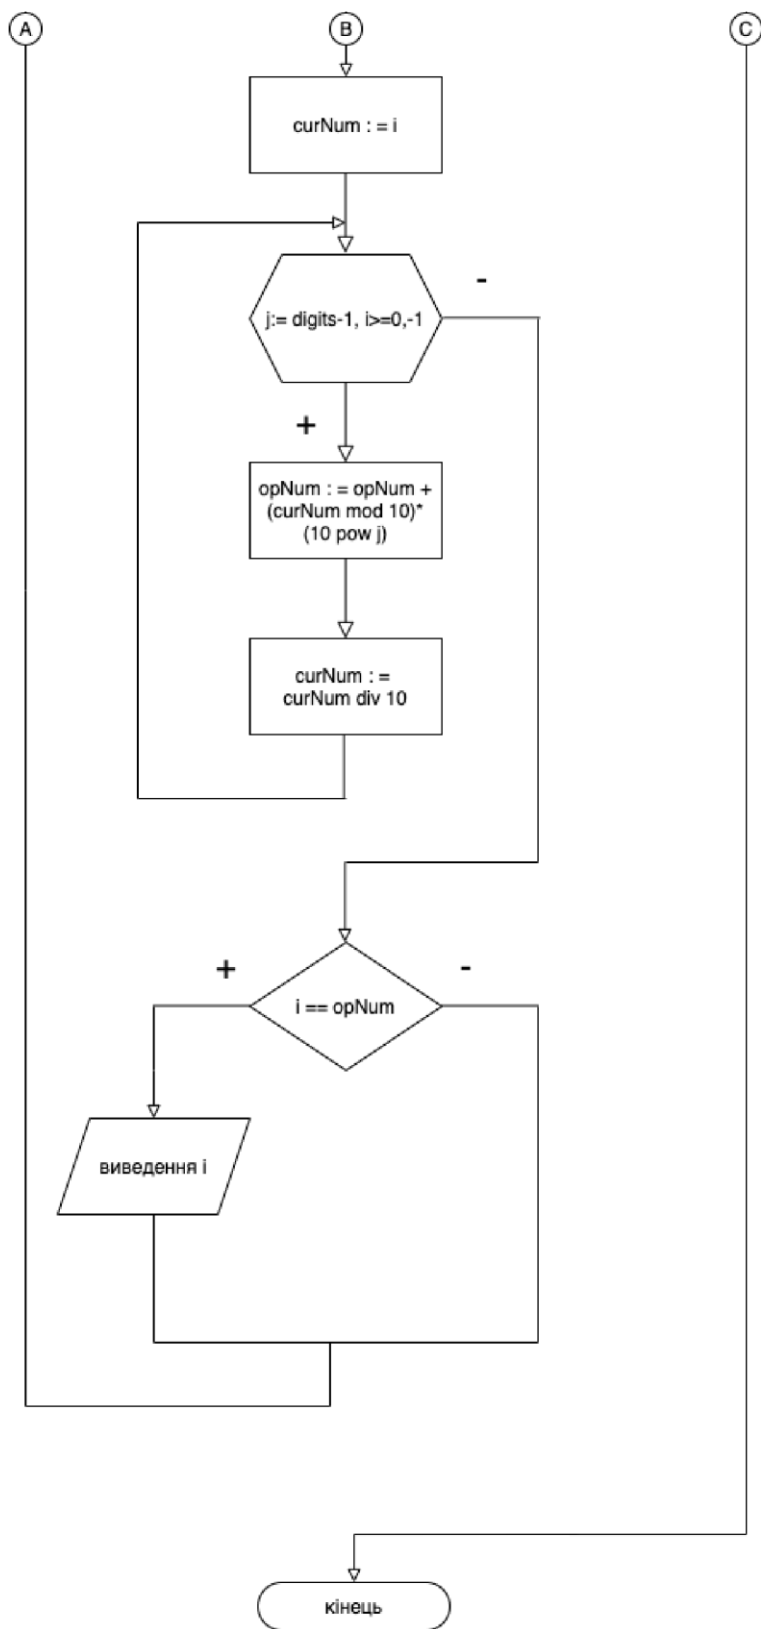 A
B
C
curNum : = i
-
j:= digits-1, i>=0,-1
+
opNum : = opNum +
(curNum mod 10)*
(10 pow j)
curNum : =
curNum div 10
+
-
i == opNum
виведення i
кінець